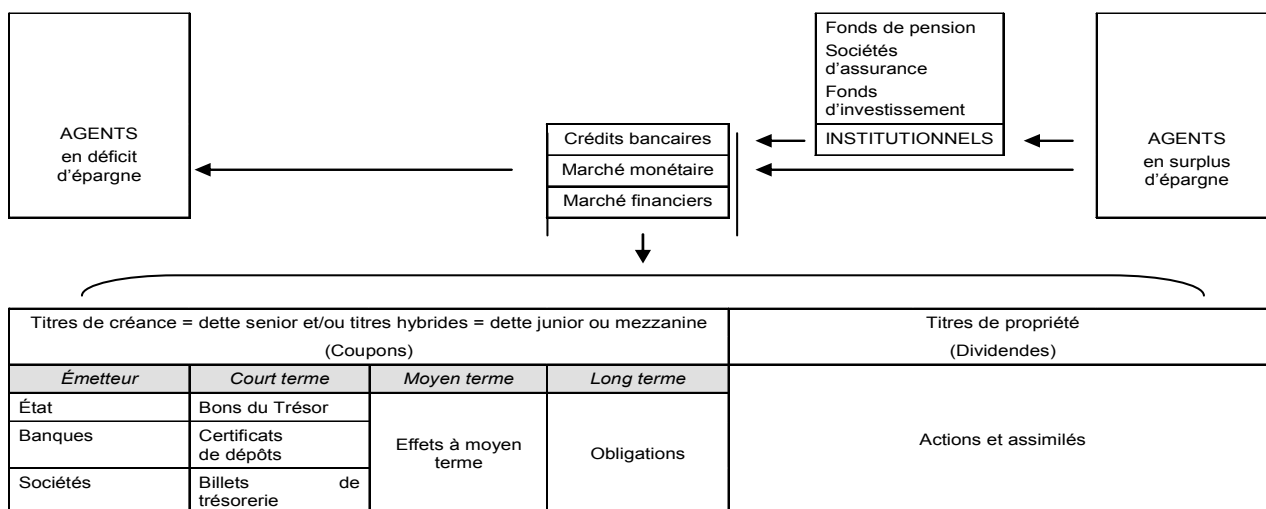 Fonds de pension
Sociétés
d'assurance
Fonds
d'investissement
INSTITUTIONNELS
AGENTS
en déficit
d'épargne
Crédits bancaires
Marché monétaire
Marché financiers
AGENTS
en surplus
d'épargne
Titres de créance = dette senior et/ou titres hybrides = dette junior ou mezzanine
(Coupons)
Titres de propriété
(Dividendes)
Émetteur Court terme Moyen terme Long terme
État Bons du Trésor
Banques Certificats
de dépôts
Effets à moyen
terme
Obligations
Actions et assimilés
Sociétés Billets de
trésorerie